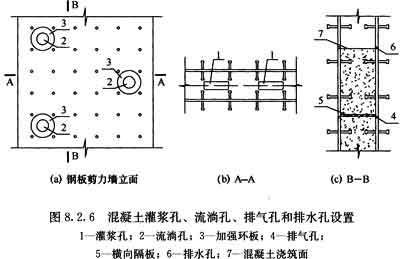 B
3
2
1
1
7
6
3
A
A
2
5
4
3
2
B
(a) 钢板剪力墙立面
(b) A—A
(c) B—B
图 8.2.6 混凝土灌浆孔、流淌孔、排气孔和排水孔设置
1—灌浆孔；2—流淌孔；3—加强环板；4—排气孔；
5—横向隔板；6—排水孔；7—混凝土浇筑面